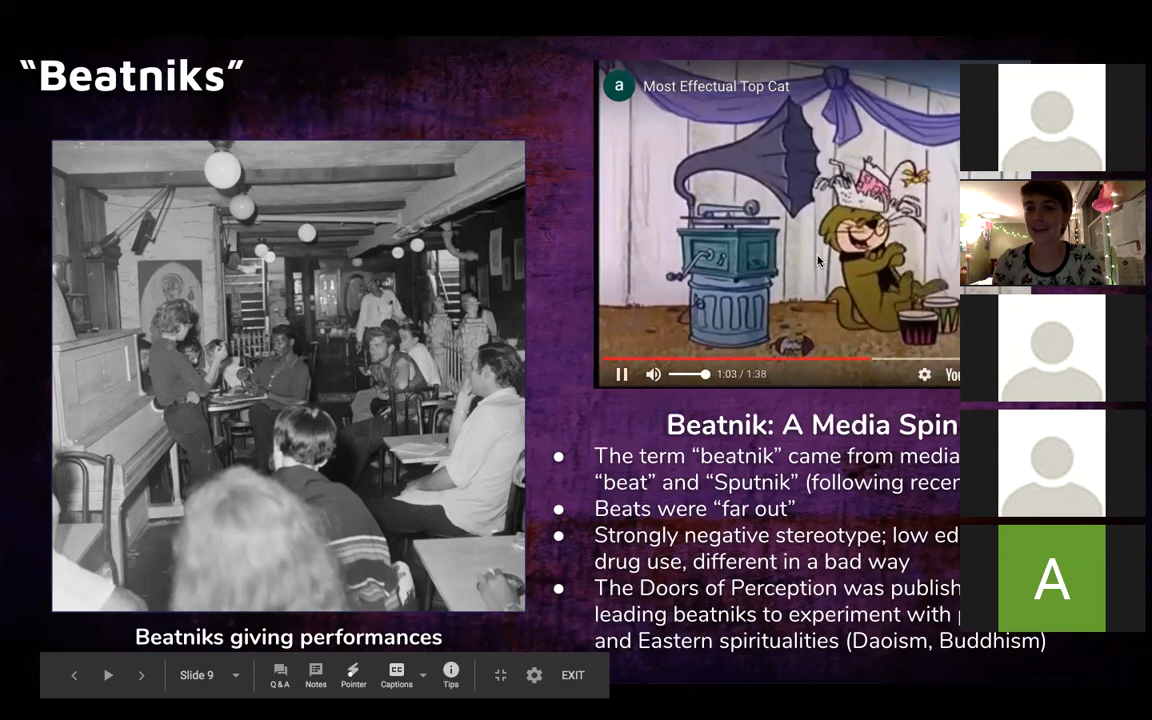 “Beatniks”
a Most Effectual Top Cat
1:03 / 1:38
Beatnik: A Media Spin
● The term “beatnik” came from media
“beat” and “Sputnik” (following
● Beats were “far out”
● Strongly negative stereotype; low
drug use, different in a bad way
● The Doors of Perception was
leading beatniks to experiment with
and Eastern spiritualities (Daoism, Buddhism)
Beatniks giving performances
A
Slide 9
Q & A
Notes
Pointer
Captions
Tips
EXIT